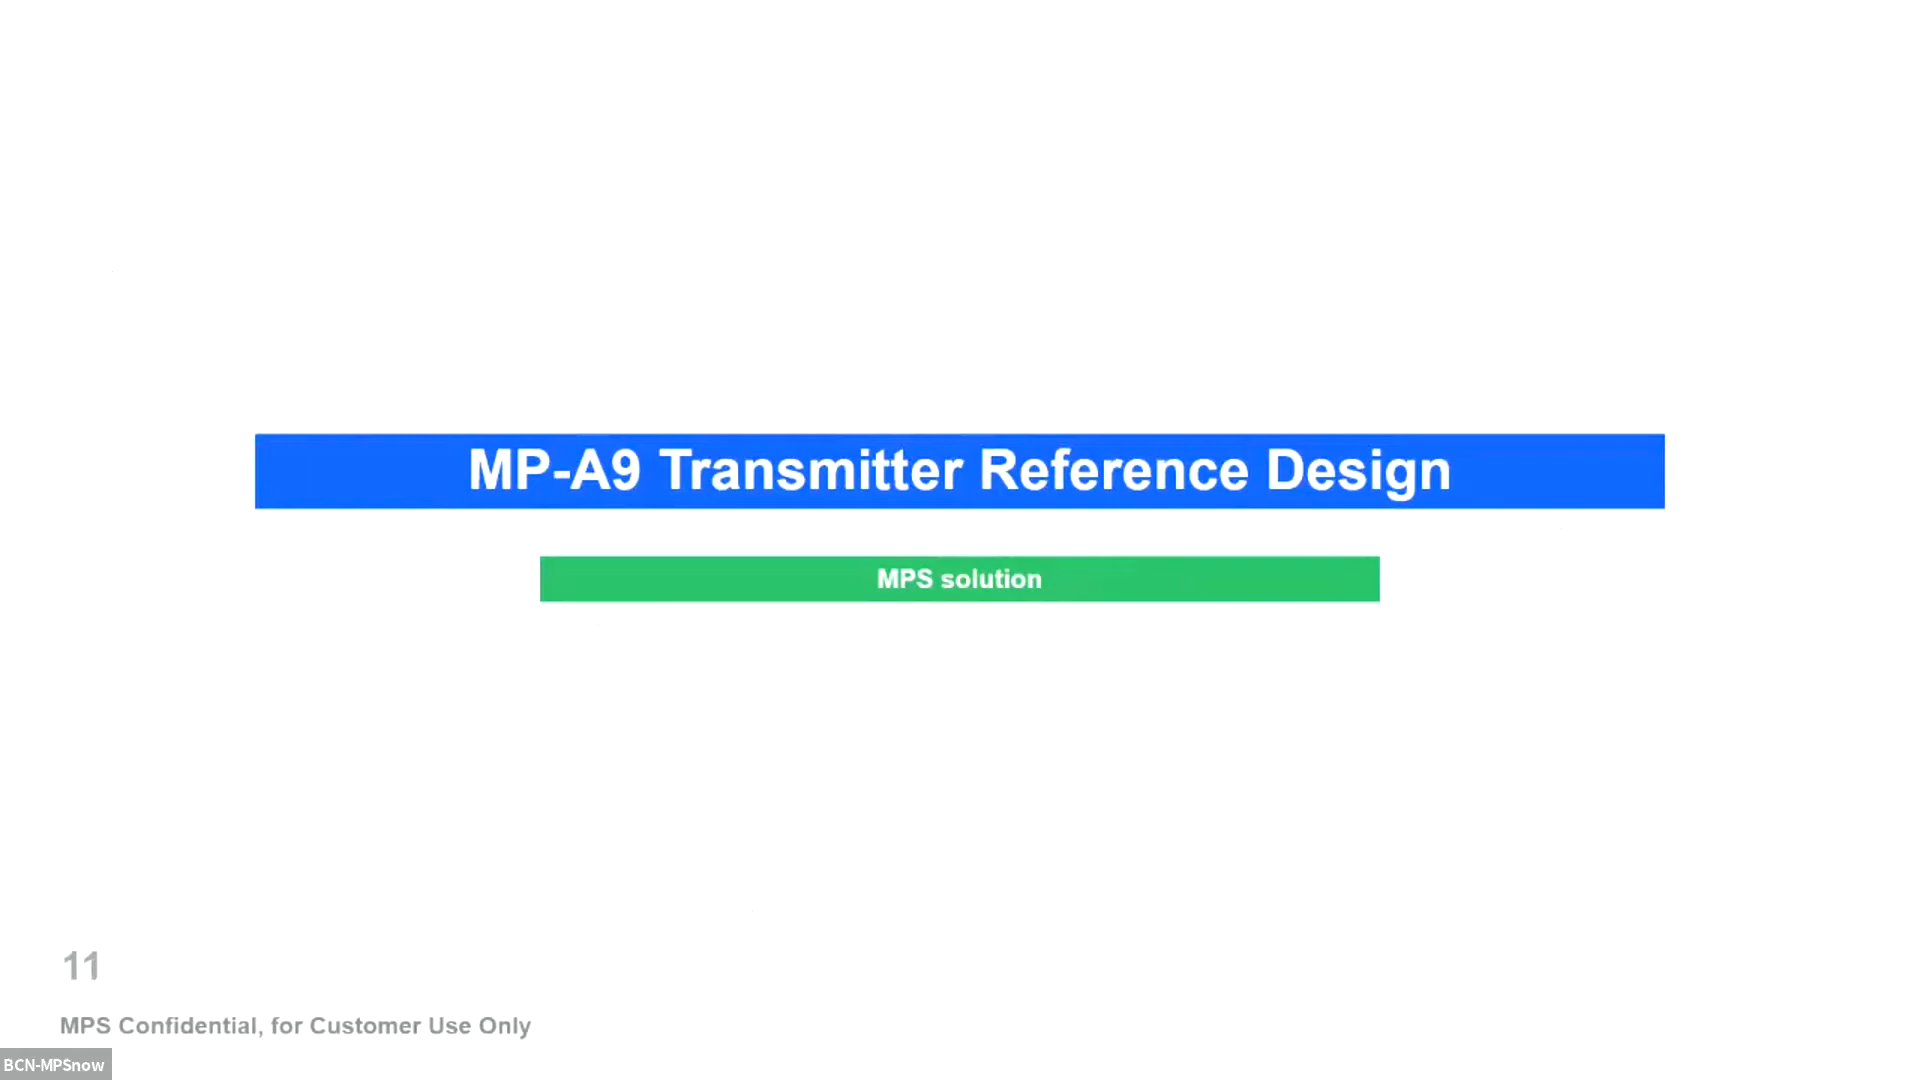 MP-A9 Transmitter Reference Design
MPS solution
11
MPS Confidential, for Customer Use Only
BCN-MPSnow